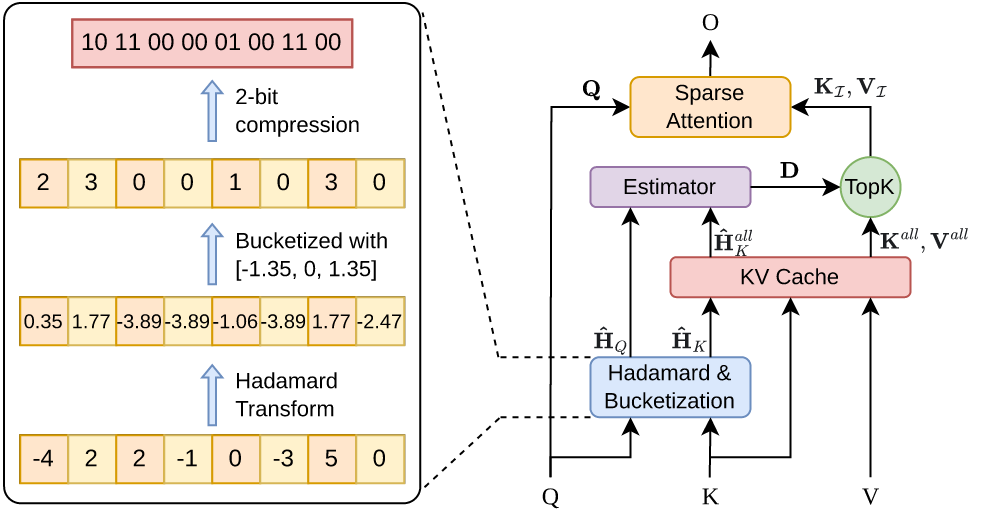 10 11 00 00 01 00 11 00
2-bit
compression
2 3 0 0 1 0 3 0
Bucketized with
[-1.35, 0, 1.35]
0.35 1.77 -3.89 -3.89 -1.06 -3.89 1.77 -2.47
Hadamard
Transform
-4 2 2 -1 0 -3 5 0
O
Q
Sparse
Attention
K_ℐ, V_ℐ
Estimator
D
TopK
Ĥ_K^{all}
K^{all}, V^{all}
KV Cache
Ĥ_Q
Ĥ_K
Hadamard &
Bucketization
Q
K
V